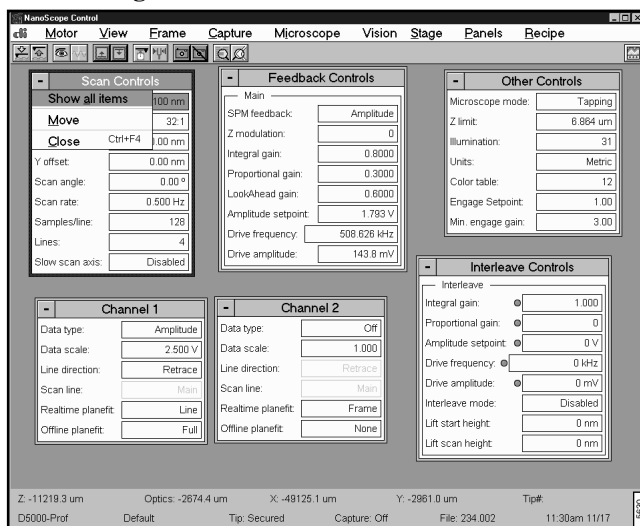 NanoScope Control
di Motor View Frame Capture Microscope Vision Stage Panels Recipe
Scan Controls
Show all items
Move
Close Ctrl+F4
100 nm
32:1
0.00 nm
Y offset: 0.00 nm
Scan angle: 0.00 º
Scan rate: 0.500 Hz
Samples/line: 128
Lines: 4
Slow scan axis: Disabled
Feedback Controls
Main
SPM feedback: Amplitude
Z modulation: 0
Integral gain: 0.8000
Proportional gain: 0.3000
LookAhead gain: 0.6000
Amplitude setpoint: 1.793 V
Drive frequency: 508.626 kHz
Drive amplitude: 143.8 mV
Other Controls
Microscope mode: Tapping
Z limit: 6.864 um
Illumination: 31
Units: Metric
Color table: 12
Engage Setpoint: 1.00
Min. engage gain: 3.00
Interleave Controls
Interleave
Integral gain: 1.000
Proportional gain: 0
Amplitude setpoint: 0 V
Drive frequency: 0 kHz
Drive amplitude: 0 mV
Interleave mode: Disabled
Lift start height: 0 nm
Lift scan height: 0 nm
Channel 1
Data type: Amplitude
Data scale: 2.500 V
Line direction: Retrace
Scan line: Main
Realtime planefit: Line
Offline planefit: Full
Channel 2
Data type: Off
Data scale: 1.000
Line direction: Retrace
Scan line: Main
Realtime planefit: Frame
Offline planefit: None
Z: -11219.3 um Optics: -2674.4 um X: -49125.1 um Y: -2961.0 um Tip#:
D5000-Prof Default Tip: Secured Capture: Off File: 234.002 11:30am 11/17